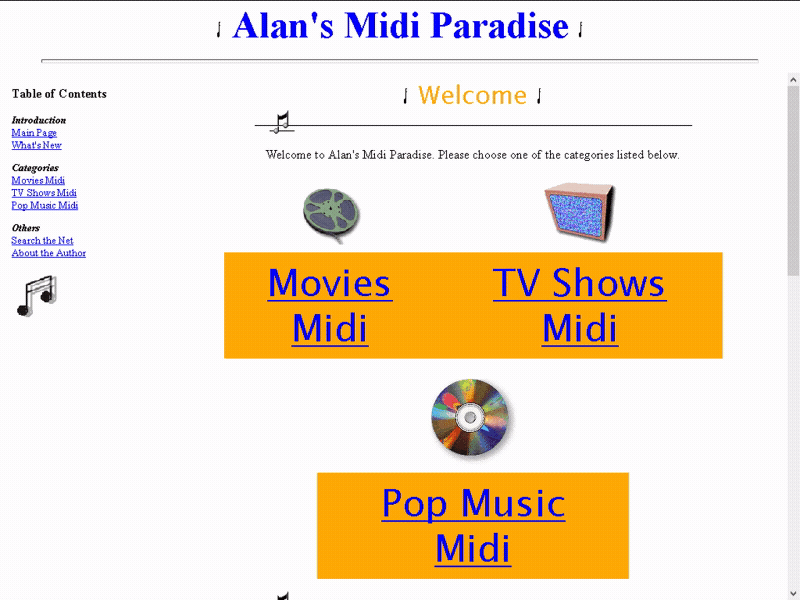 Alan's Midi Paradise
Table of Contents
Introduction
Main Page
What's New
Categories
Movies Midi
TV Shows Midi
Pop Music Midi
Others
Search the Net
About the Author
Welcome
Welcome to Alan's Midi Paradise. Please choose one of the categories listed below.
Movies
Midi
TV Shows
Midi
Pop Music
Midi